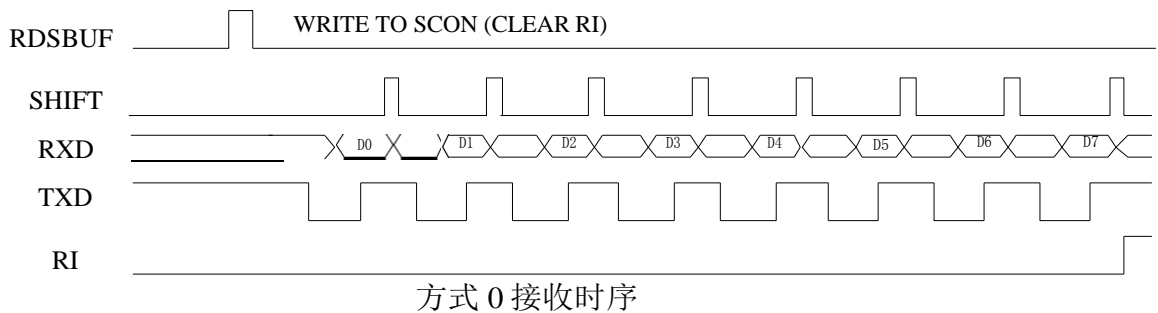 WRITE TO SCON (CLEAR RI)
RDSBUF
SHIFT
RXD D0 D1 D2 D3 D4 D5 D6 D7
TXD
RI
方式 0 接收时序